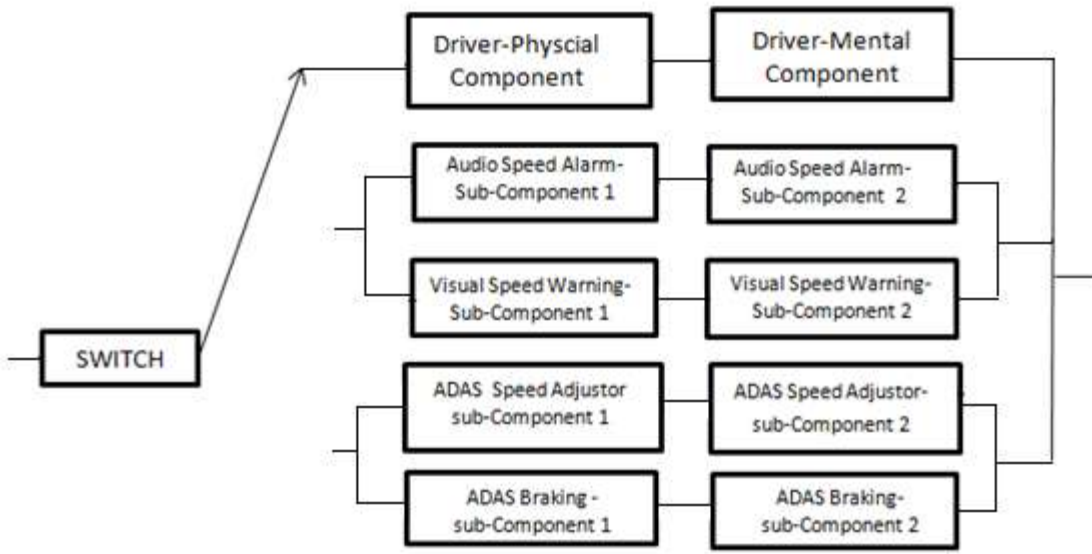 Driver-Physcial
Component
Driver-Mental
Component
Audio Speed Alarm-
Sub-Component 1
Audio Speed Alarm-
Sub-Component 2
Visual Speed Warning-
Sub-Component 1
Visual Speed Warning-
Sub-Component 2
SWITCH
ADAS Speed Adjustor
sub-Component 1
ADAS Speed Adjustor-
sub-Component 2
ADAS Braking -
sub-Component 1
ADAS Braking-
sub-Component 2